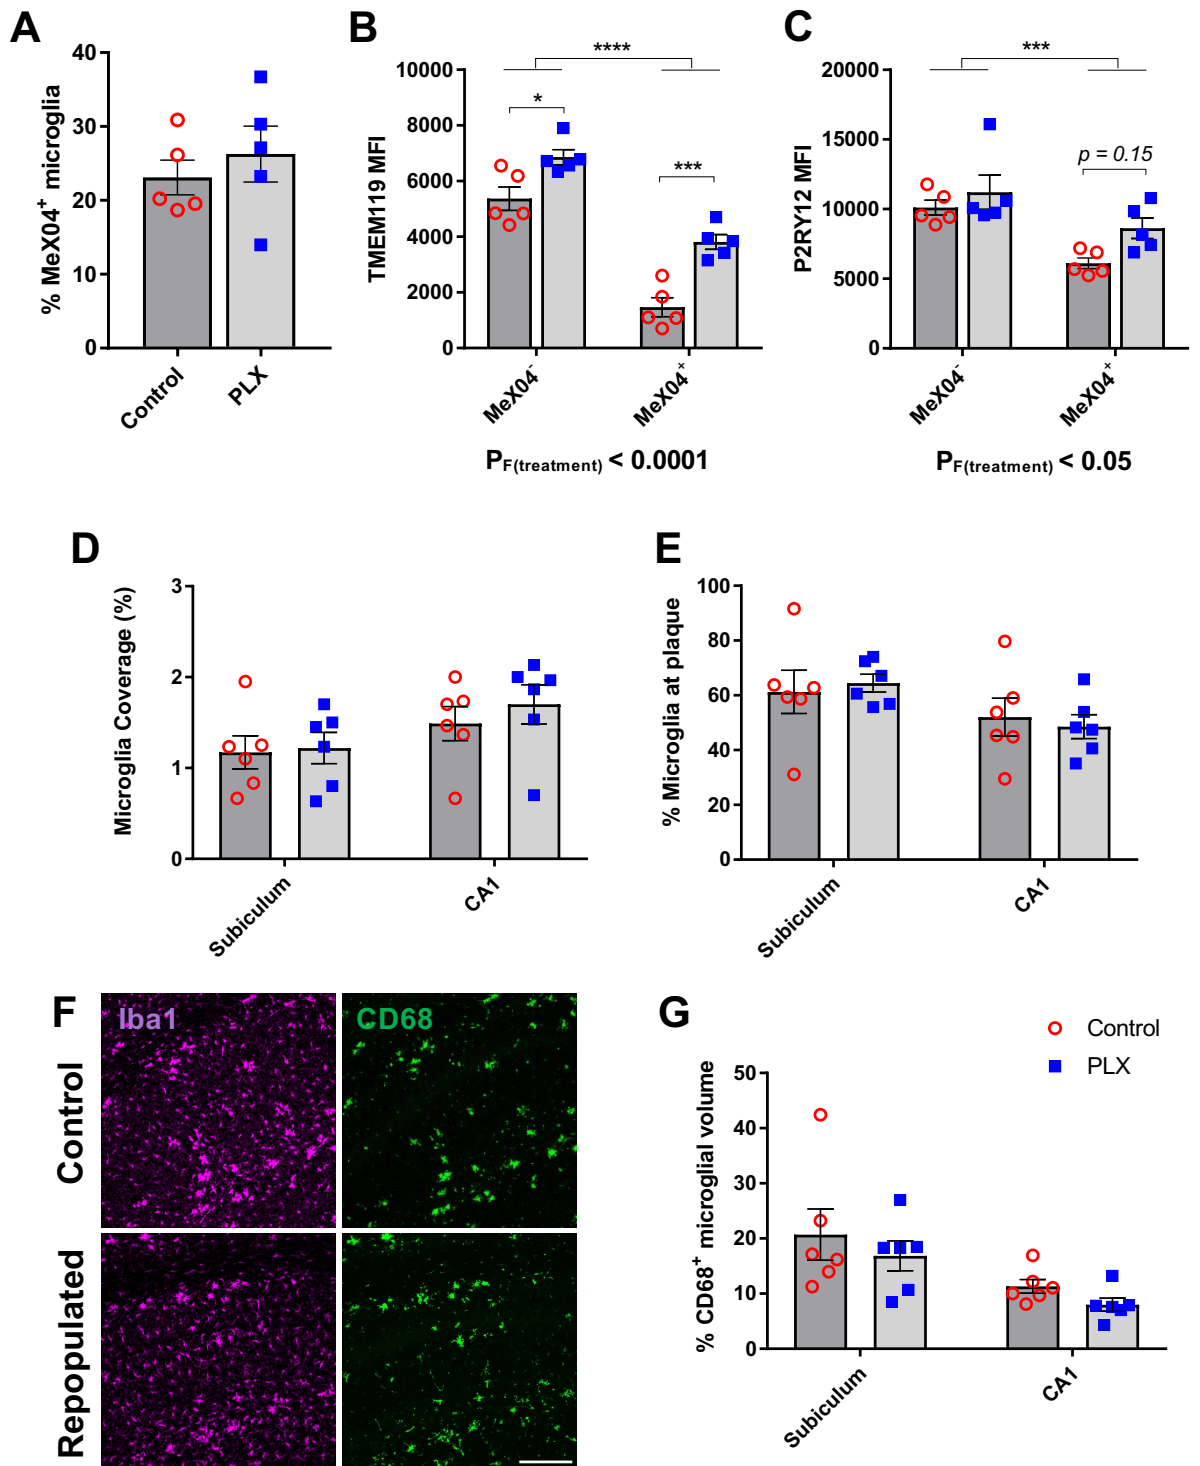 A
% MeX04+ microglia
40
30
20
10
0
Control
PLX
B
TMEM119 MFI
10000
8000
6000
4000
2000
0
****
*
***
MeX04-
MeX04+
PF(treatment) < 0.0001
C
P2RY12 MFI
20000
15000
10000
5000
0
***
p = 0.15
MeX04-
MeX04+
PF(treatment) < 0.05
D
Microglia Coverage (%)
3
2
1
0
Subiculum
CA1
E
% Microglia at plaque
100
80
60
40
20
0
Subiculum
CA1
F
Iba1
CD68
Control
Repopulated
G
Control
PLX
% CD68+ microglial volume
50
40
30
20
10
0
Subiculum
CA1